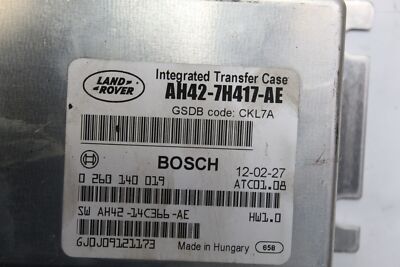 LAND ROVER
Integrated Transfer Case
AH42-7H417-AE
GSDB code: CKL7A
BOSCH
12-02-27
0 260 140 019
ATC01.08
SW AH42-14C366-AE
HW1.0
GJ0J09121173
Made in Hungary
658